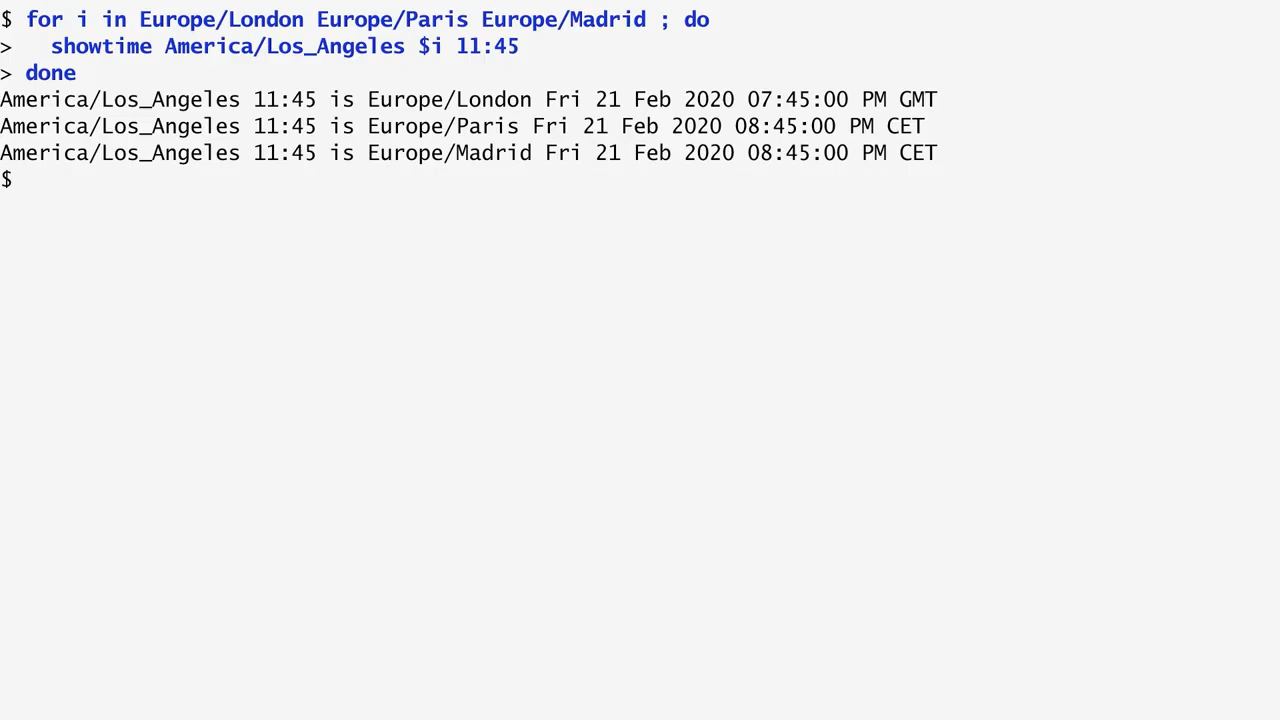 $ for i in Europe/London Europe/Paris Europe/Madrid ; do
>   showtime America/Los_Angeles $i 11:45
> done
America/Los_Angeles 11:45 is Europe/London Fri 21 Feb 2020 07:45:00 PM GMT
America/Los_Angeles 11:45 is Europe/Paris Fri 21 Feb 2020 08:45:00 PM CET
America/Los_Angeles 11:45 is Europe/Madrid Fri 21 Feb 2020 08:45:00 PM CET
$